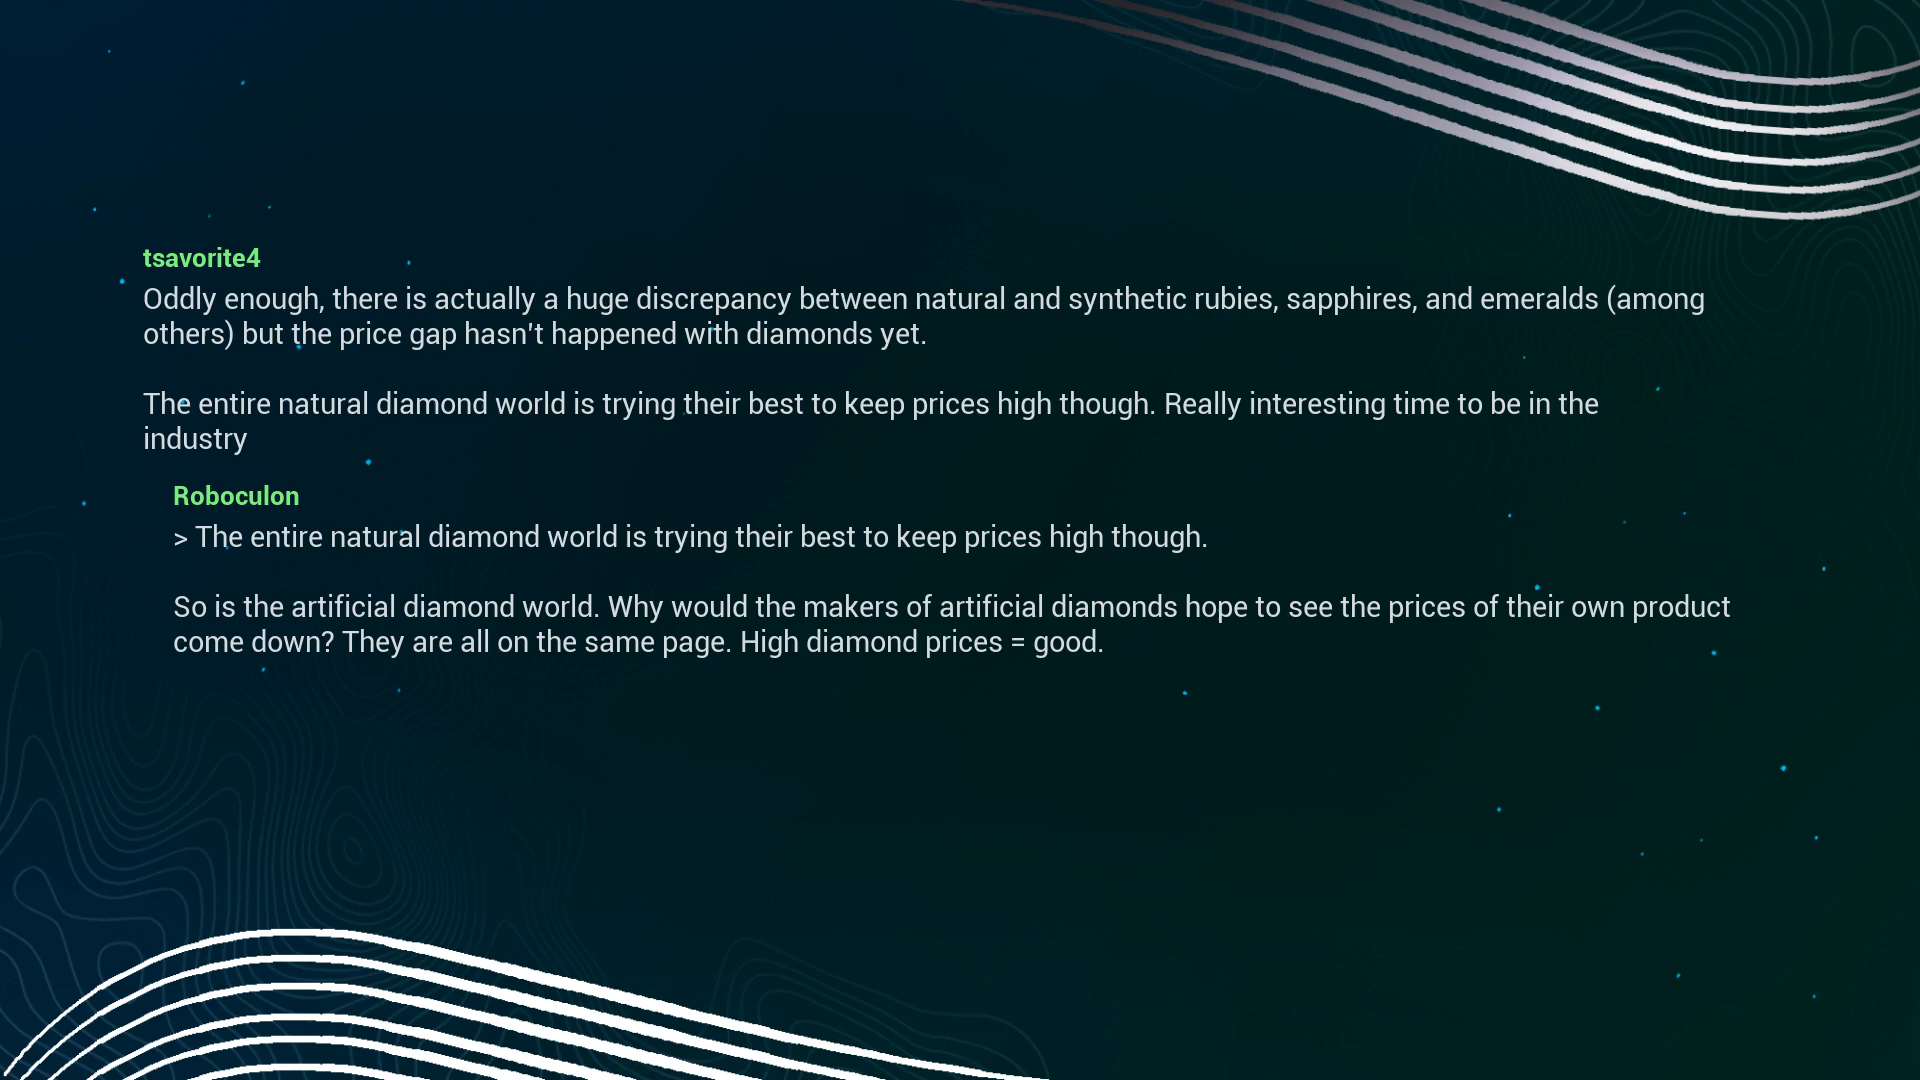 tsavorite4
Oddly enough, there is actually a huge discrepancy between natural and synthetic rubies, sapphires, and emeralds (among
others) but the price gap hasn't happened with diamonds yet.
The entire natural diamond world is trying their best to keep prices high though. Really interesting time to be in the
industry
Roboculon
> The entire natural diamond world is trying their best to keep prices high though.
So is the artificial diamond world. Why would the makers of artificial diamonds hope to see the prices of their own product
come down? They are all on the same page. High diamond prices = good.